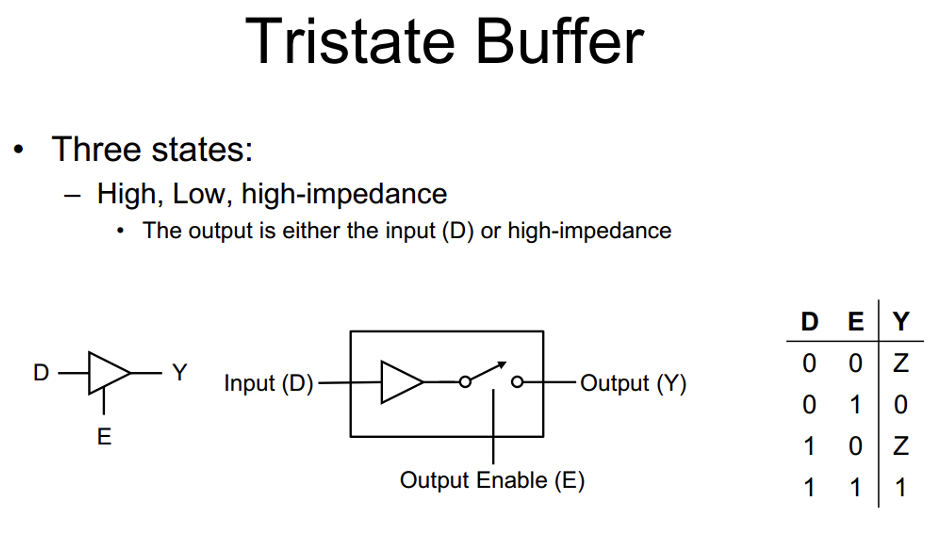 Tristate Buffer
• Three states:
– High, Low, high-impedance
• The output is either the input (D) or high-impedance
D Y
E
Input (D) Output (Y)
Output Enable (E)
D E Y
0 0 Z
0 1 0
1 0 Z
1 1 1